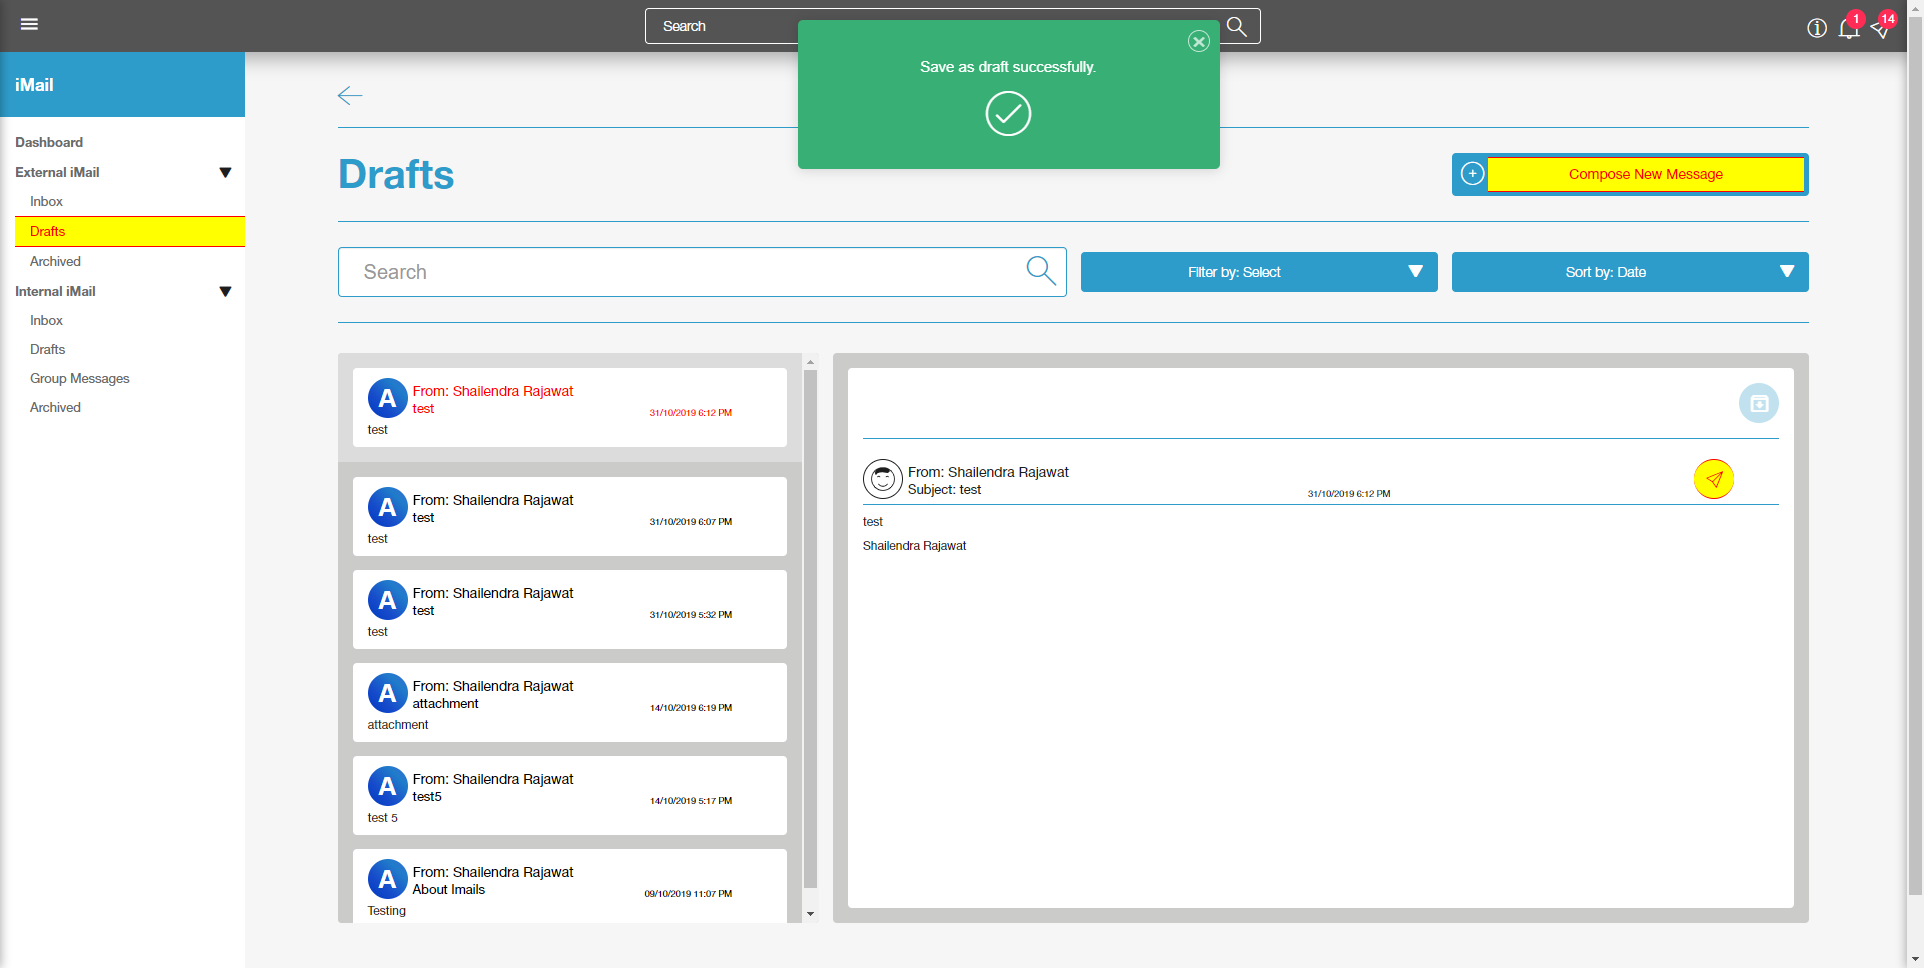 Search
1
14
Save as draft successfully.
iMail
Dashboard
External iMail
Inbox
Drafts
Archived
Internal iMail
Inbox
Drafts
Group Messages
Archived
Drafts
Compose New Message
Search
Filter by: Select
Sort by: Date
A
From: Shailendra Rajawat
test
31/10/2019 6:12 PM
test
A
From: Shailendra Rajawat
test
31/10/2019 6:07 PM
test
A
From: Shailendra Rajawat
test
31/10/2019 5:32 PM
test
A
From: Shailendra Rajawat
attachment
14/10/2019 6:19 PM
attachment
A
From: Shailendra Rajawat
test5
14/10/2019 5:17 PM
test 5
A
From: Shailendra Rajawat
About Imails
09/10/2019 11:07 PM
Testing
From: Shailendra Rajawat
Subject: test
31/10/2019 6:12 PM
test
Shailendra Rajawat